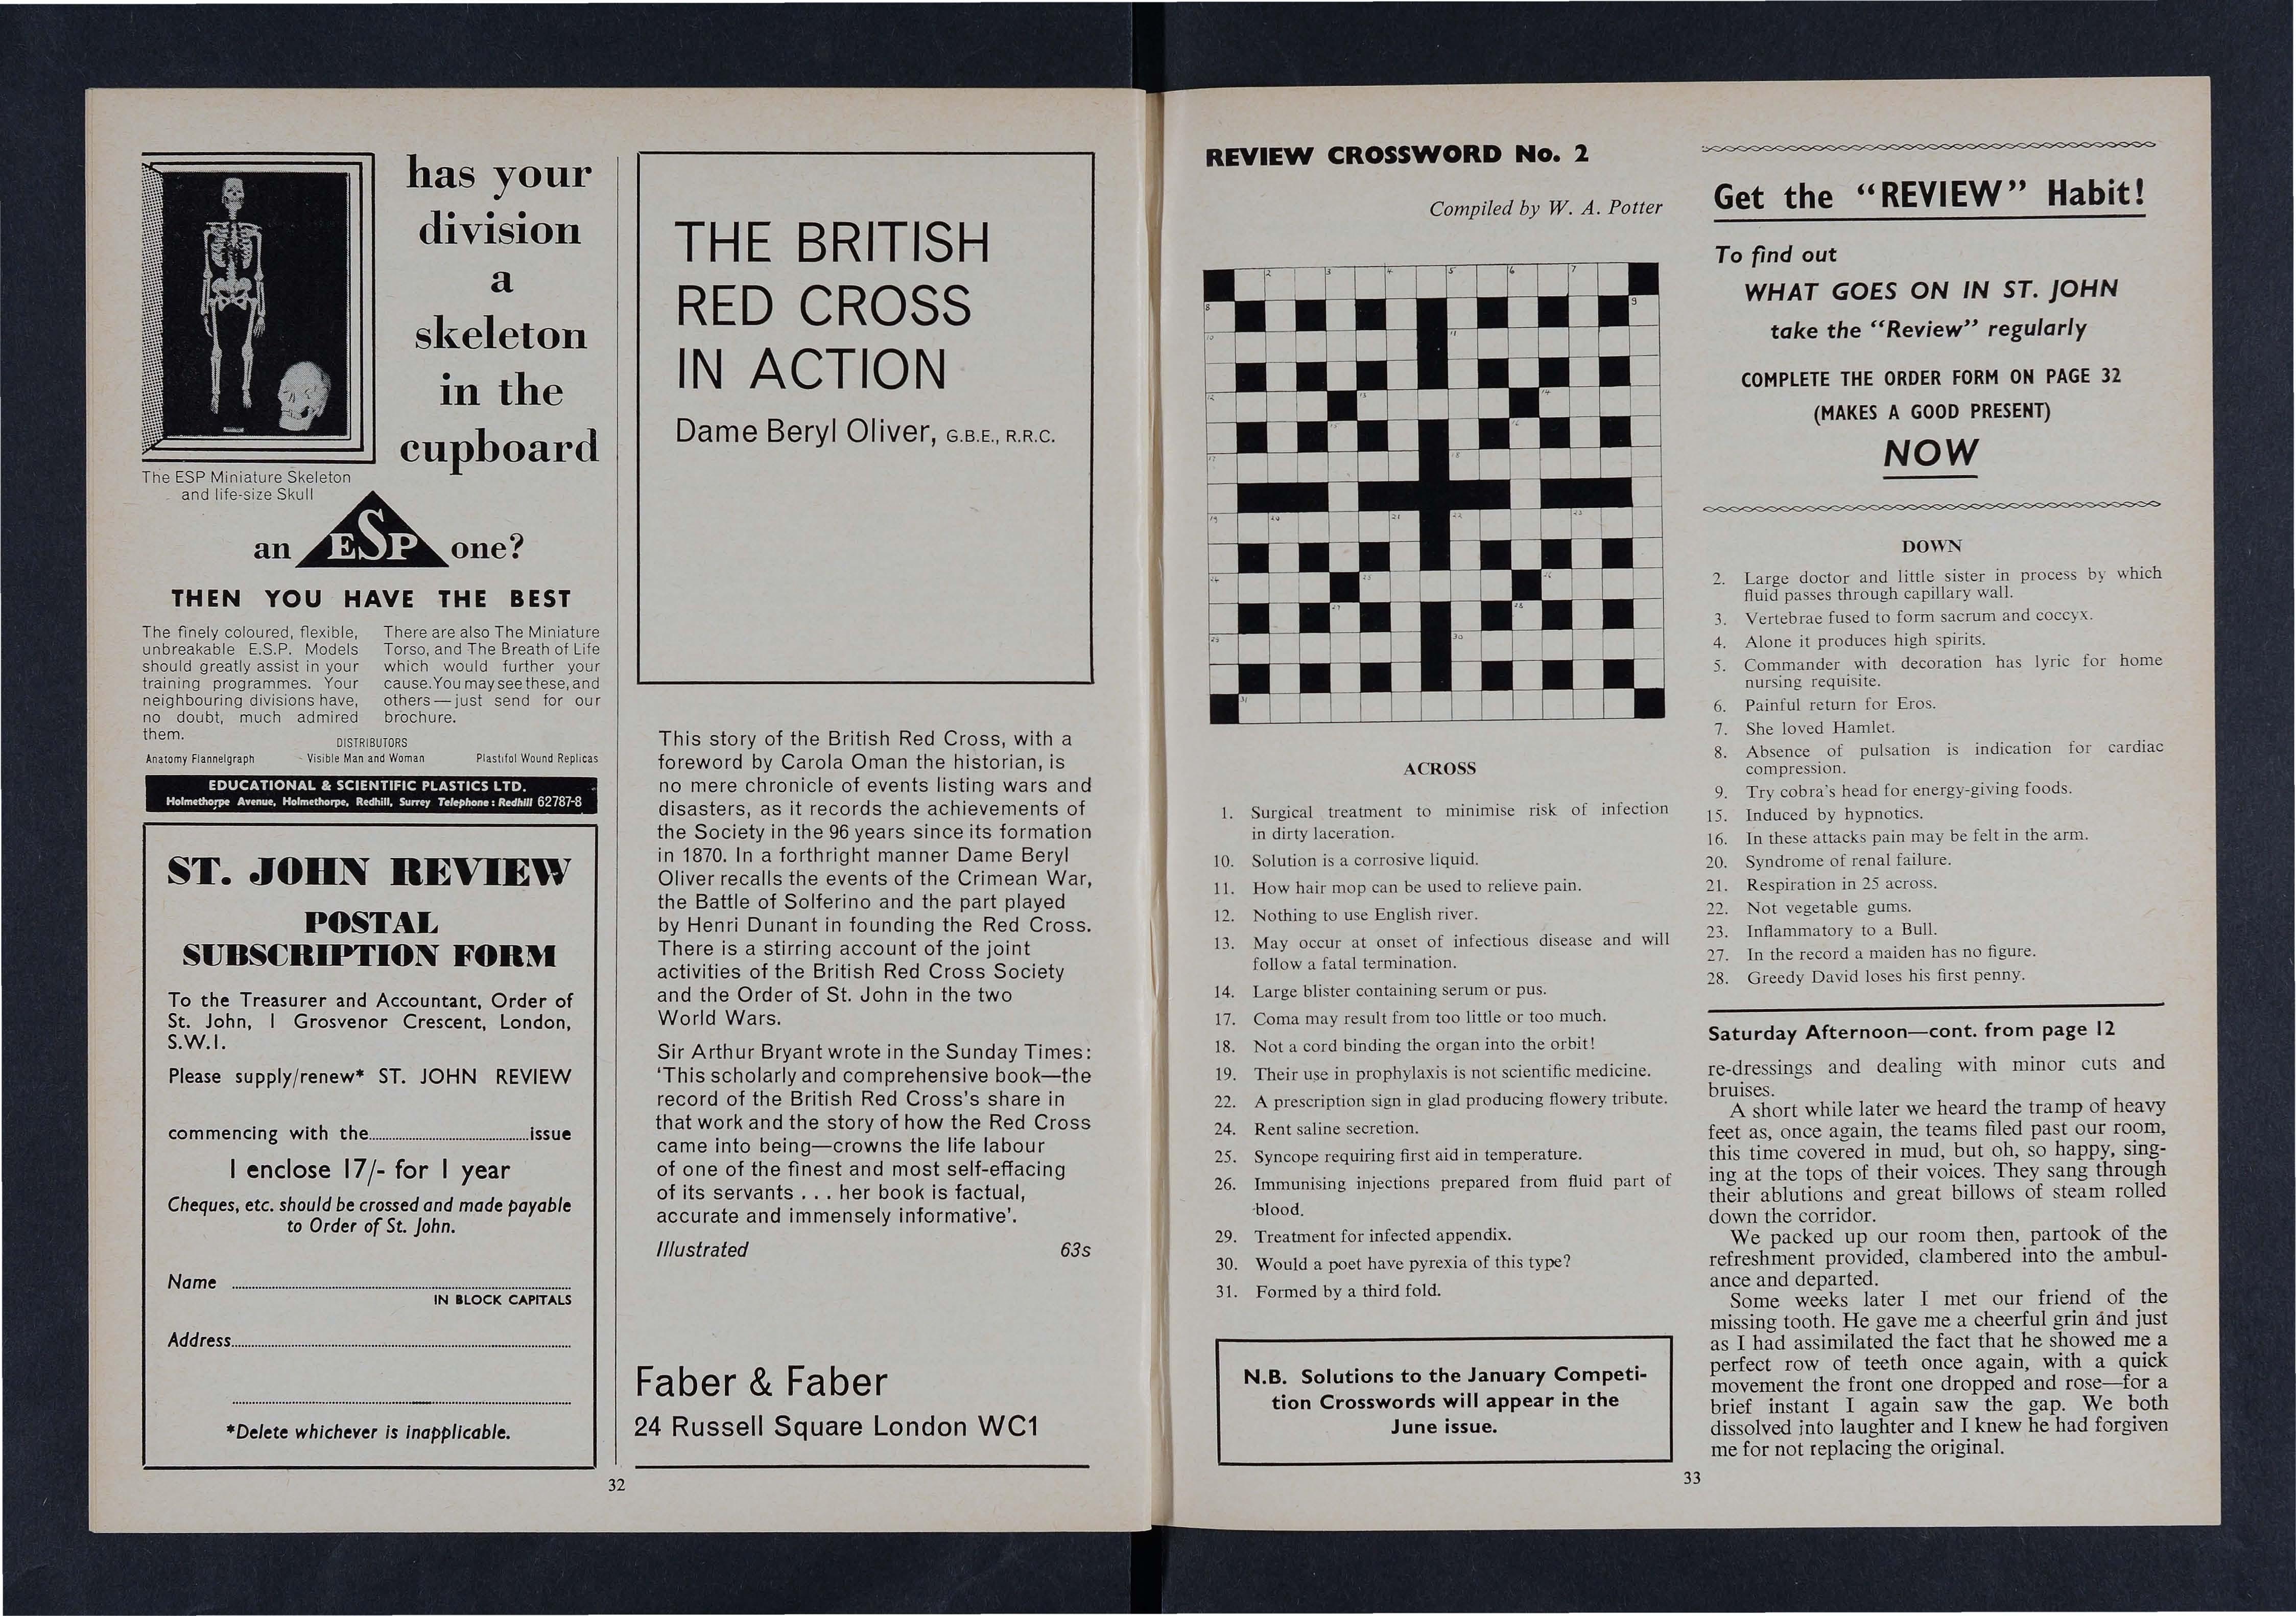 has your
division
a
skeleton
in the
cupboard
The ESP Miniature Skeleton
and life-size Skull
an ESP one?
THEN YOU HAVE THE BEST
The finely coloured, flexible,
unbreakable E.S.P. Models
should greatly assist in your
training programmes. Your
neighbouring divisions have,
no doubt, much admired
them.
There are also The Miniature
Torso, and The Breath of Life
which would further your
cause. You may see these, and
others—just send for our
brochure.
DISTRIBUTORS
Anatomy Flannelgraph Visible Man and Woman Plastifol Wound Replicas
EDUCATIONAL & SCIENTIFIC PLASTICS LTD.
Holmethorpe Avenue, Holmethorpe, Redhill, Surrey Telephone: Redhill 62787-8
ST. JOHN REVIEW
POSTAL
SUBSCRIPTION FORM
To the Treasurer and Accountant, Order of
St. John, 1 Grosvenor Crescent, London,
S.W.1.
Please supply/renew* ST. JOHN REVIEW
commencing with the issue
I enclose 17/- for 1 year
Cheques, etc. should be crossed and made payable
to Order of St. John.
Name
IN BLOCK CAPITALS
Address
*Delete whichever is inapplicable.
32
THE BRITISH
RED CROSS
IN ACTION
Dame Beryl Oliver, G.B.E., R.R.C.
This story of the British Red Cross, with a
foreword by Carola Oman the historian, is
no mere chronicle of events listing wars and
disasters, as it records the achievements of
the Society in the 96 years since its formation
in 1870. In a forthright manner Dame Beryl
Oliver recalls the events of the Crimean War,
the Battle of Solferino and the part played
by Henri Dunant in founding the Red Cross.
There is a stirring account of the joint
activities of the British Red Cross Society
and the Order of St. John in the two
World Wars.
Sir Arthur Bryant wrote in the Sunday Times:
'This scholarly and comprehensive book—the
record of the British Red Cross's share in
that work and the story of how the Red Cross
came into being—crowns the life labour
of one of the finest and most self-effacing
of its servants . . . her book is factual,
accurate and immensely informative'.
Illustrated 63s
Faber & Faber
24 Russell Square London WC1
REVIEW CROSSWORD No. 2
Compiled by W. A. Potter
2 3 4 5 6 7
8 9
10 11
12 13 14
15 16
17 18
19 20 21 22 23
24 25 26
27 28
29 30
31
ACROSS
1. Surgical treatment to minimise risk of infection
in dirty laceration.
10. Solution is a corrosive liquid.
11. How hair mop can be used to relieve pain.
12. Nothing to use English river.
13. May occur at onset of infectious disease and will
follow a fatal termination.
14. Large blister containing serum or pus.
17. Coma may result from too little or too much.
18. Not a cord binding the organ into the orbit!
19. Their use in prophylaxis is not scientific medicine.
22. A prescription sign in glad producing flowery tribute.
24. Rent saline secretion.
25. Syncope requiring first aid in temperature.
26. Immunising injections prepared from fluid part of
blood.
29. Treatment for infected appendix.
30. Would a poet have pyrexia of this type?
31. Formed by a third fold.
N.B. Solutions to the January Competi-
tion Crosswords will appear in the
June issue.
Get the "REVIEW" Habit!
To find out
WHAT GOES ON IN ST. JOHN
take the "Review" regularly
COMPLETE THE ORDER FORM ON PAGE 32
(MAKES A GOOD PRESENT)
NOW
DOWN
2. Large doctor and little sister in process by which
fluid passes through capillary wall.
3. Vertebrae fused to form sacrum and coccyx.
4. Alone it produces high spirits.
5. Commander with decoration has lyric for home
nursing requisite.
6. Painful return for Eros.
7. She loved Hamlet.
8. Absence of pulsation is indication for cardiac
compression.
9. Try cobra's head for energy-giving foods.
15. Induced by hypnotics.
16. In these attacks pain may be felt in the arm.
20. Syndrome of renal failure.
21. Respiration in 25 across.
22. Not vegetable gums.
23. Inflammatory to a Bull.
27. In the record a maiden has no figure.
28. Greedy David loses his first penny.
Saturday Afternoon—cont. from page 12
re-dressings and dealing with minor cuts and
bruises.
A short while later we heard the tramp of heavy
feet as, once again, the teams filed past our room,
this time covered in mud, but oh, so happy, sing-
ing at the tops of their voices. They sang through
their ablutions and great billows of steam rolled
down the corridor.
We packed up our room then, partook of the
refreshment provided, clambered into the ambul-
ance and departed.
Some weeks later I met our friend of the
missing tooth. He gave me a cheerful grin and just
as I had assimilated the fact that he showed me a
perfect row of teeth once again, with a quick
movement the front one dropped and rose—for a
brief instant I again saw the gap. We both
dissolved into laughter and I knew he had forgiven
me for not replacing the original.
33